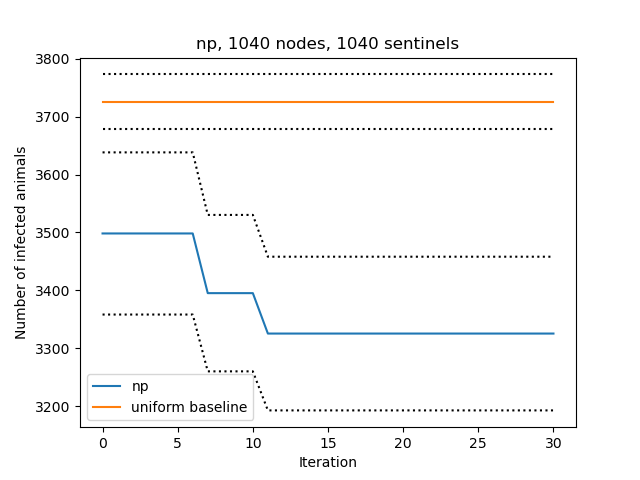 np, 1040 nodes, 1040 sentinels
3800
3700
3600
3500
3400
3300
3200
Number of infected animals
np
uniform baseline
0 5 10 15 20 25 30
Iteration